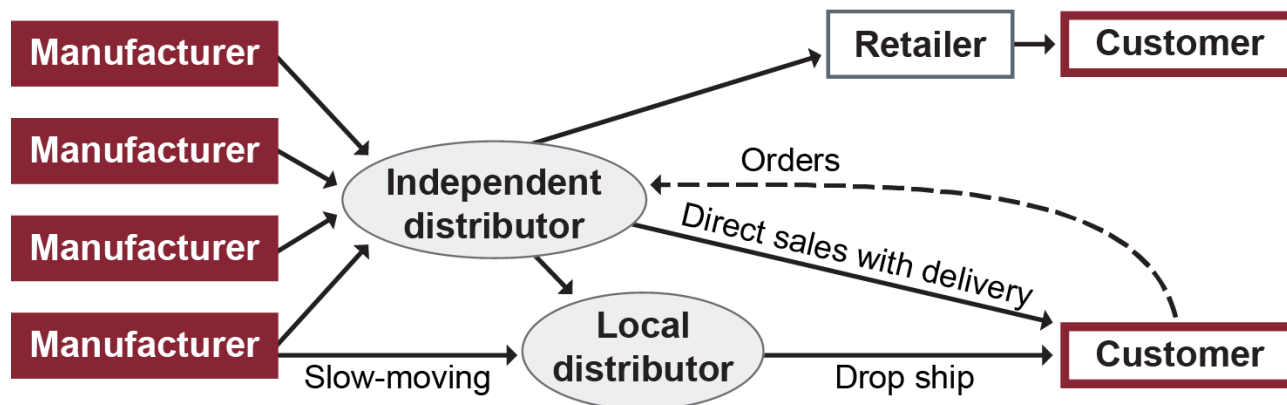 Manufacturer
Retailer
Customer
Manufacturer
Orders
Independent
distributor
Manufacturer
Direct sales with delivery
Manufacturer
Local
distributor
Customer
Slow-moving
Drop ship